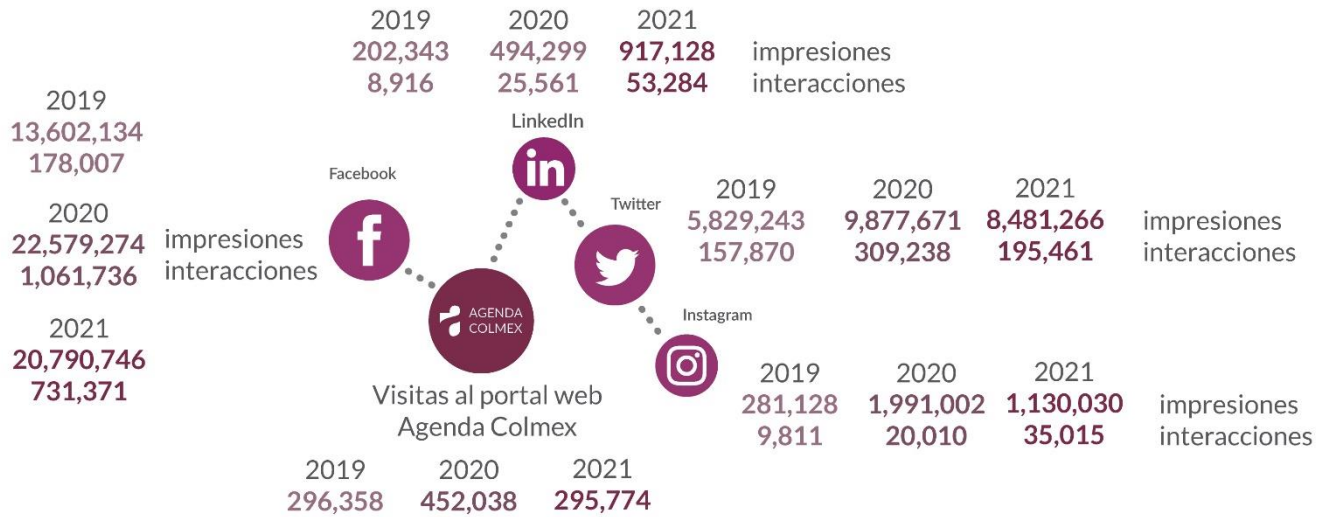 2019 2020 2021
202,343 494,299 917,128 impresiones
8,916 25,561 53,284 interacciones
LinkedIn
in
2019
13,602,134
178,007
2020
22,579,274 impresiones
1,061,736 interacciones
2021
20,790,746
731,371
Facebook
f
Twitter
2019 2020 2021
5,829,243 9,877,671 8,481,266 impresiones
157,870 309,238 195,461 interacciones
AGENDA
COLMEX
Visitas al portal web
Agenda Colmex
2019 2020 2021
296,358 452,038 295,774
Instagram
2019 2020 2021
281,128 1,991,002 1,130,030 impresiones
9,811 20,010 35,015 interacciones